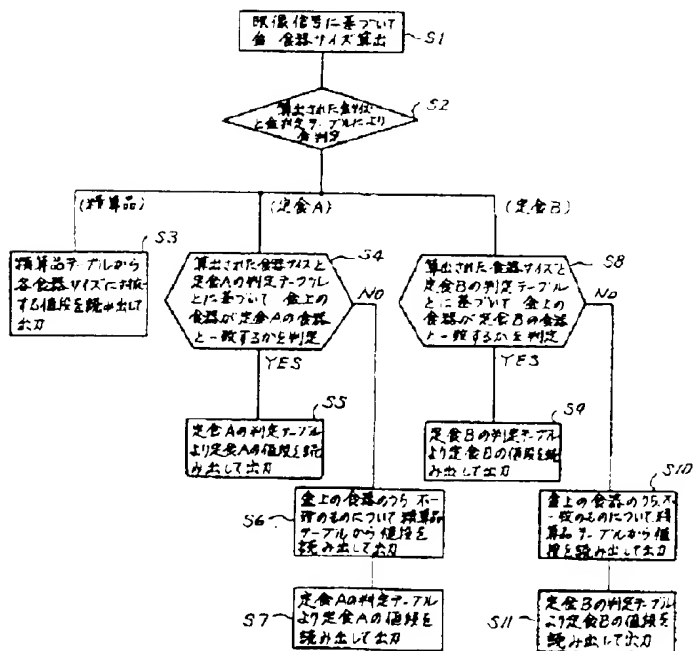 映像信号に基づいて
盆 食器サイズ算出
S1
算出された盆サイズ
と盆判定テーブルにより
盆判定
S2
(積算品)
(定食A)
(定食B)
S3
積算品テーブルから
各食器サイズに対応
する値段を読み出して
出力
S4
算出された食器サイズと
定食Aの判定テーブル
とに基づいて 盆上の
食器が定食Aの食器
と一致するかを判定
NO
YES
S8
算出された食器サイズと
定食Bの判定テーブル
とに基づいて 盆上の
食器が定食Bの食器
と一致するかを判定
No
YES
S5
定食Aの判定テーブル
より定食Aの値段を読
み出して出力
S9
定食Bの判定テーブル
より定食Bの値段を読
み出して出力
S6
盆上の食器のうち 不一
のものについて 積算品
テーブルから値段を
読み出して出力
S10
盆上の食器のうち、不
一致のものについて、積
算品テーブルから値
段を読み出して出力
S7
定食Aの判定テーブル
より定食Aの値段を
読み出して出力
S11
定食Bの判定テーブル
より定食Bの値段を
読み出して出力